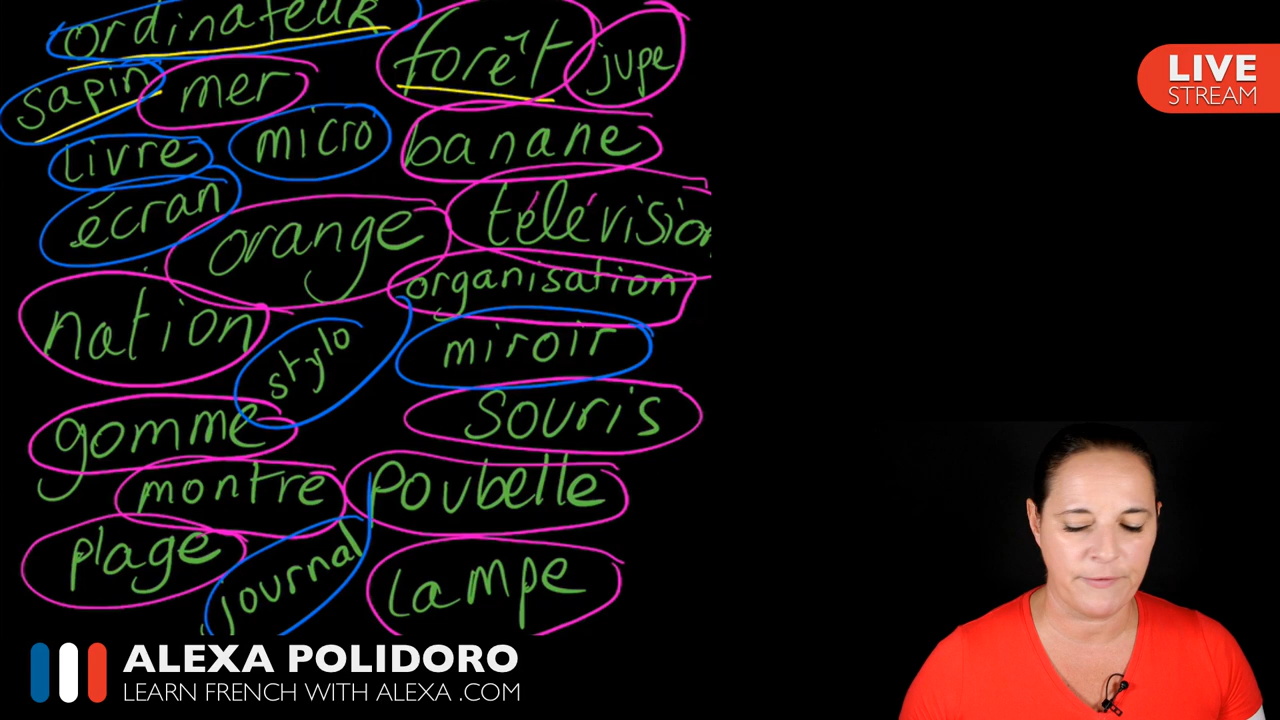 ordinateur
forêt jupe
sapin mer
livre micro banane
écran orange télévision
organisation
nation stylo miroir
gomme souris
montre poubelle
plage journal lampe
LIVE
STREAM
ALEXA POLIDORO
LEARN FRENCH WITH ALEXA .COM